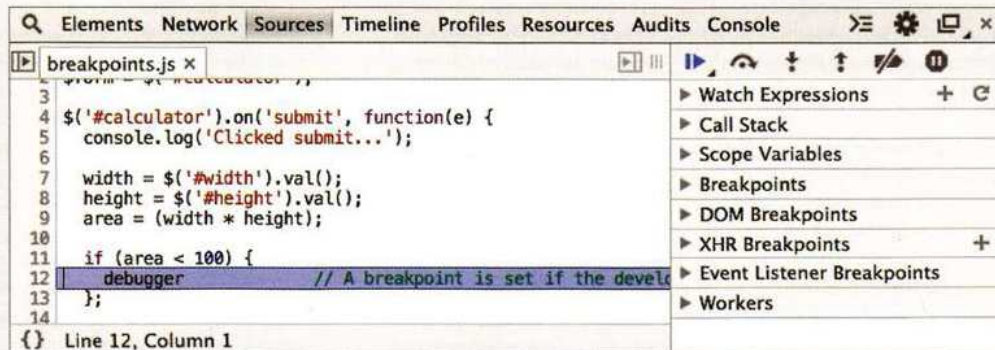 Elements Network Sources Timeline Profiles Resources Audits Console
breakpoints.js ×
2 $form = $('#calculator');
3
4 $('#calculator').on('submit', function(e) {
5 console.log('Clicked submit...');
6
7 width = $('#width').val();
8 height = $('#height').val();
9 area = (width * height);
10
11 if (area < 100) {
12 debugger // A breakpoint is set if the develo
13 };
14
{} Line 12, Column 1
Watch Expressions
Call Stack
Scope Variables
Breakpoints
DOM Breakpoints
XHR Breakpoints
Event Listener Breakpoints
Workers